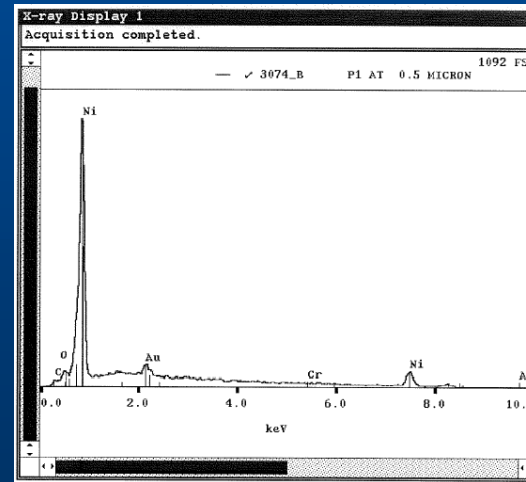 X-ray Display 1
Acquisition completed.
1092 FS
— ✓ 3074_B P1 AT 0.5 MICRON
Ni
O
C
Au
Cr
Ni
A
0.0 2.0 4.0 6.0 8.0 10.
keV